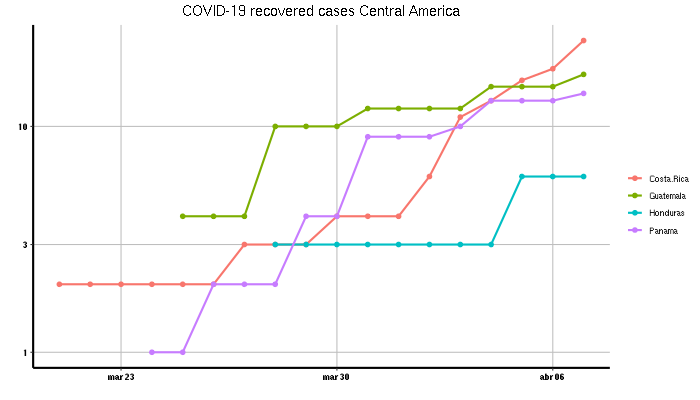 COVID-19 recovered cases Central America
10
3
1
mar 23
mar 30
abr 06
Costa.Rica
Guatemala
Honduras
Panama